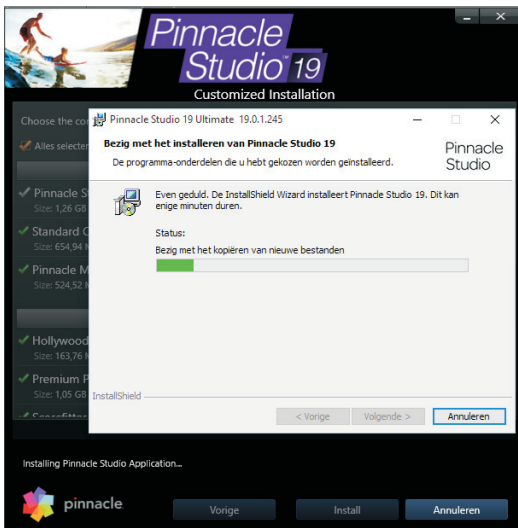 Pinnacle
Studio™ 19
Customized Installation
Choose the co
Alles selecter
Pinnacle Studio 19 Ultimate 19.0.1.245
Bezig met het installeren van Pinnacle Studio 19
De programma-onderdelen die u hebt gekozen worden geïnstalleerd.
Pinnacle
Studio
Even geduld. De InstallShield Wizard installeert Pinnacle Studio 19. Dit kan
enige minuten duren.
Status:
Bezig met het kopiëren van nieuwe bestanden
Pinnacle S
Size: 1,26 GB
Standard C
Size: 654,94 M
Pinnacle M
Size: 524,52 M
Hollywood
Size: 163,76 M
Premium P
Size: 1,05 GB
InstallShield
< Vorige
Volgende >
Annuleren
Installing Pinnacle Studio Application...
pinnacle
Vorige
Install
Annuleren